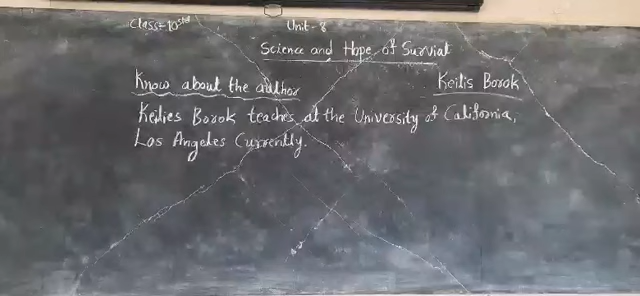 Class=10std Unit-8
Science and Hope of Survial
Know about the author Keilis Borok
Keilies Borok teaches at the University of California,
Los Angeles Currently.